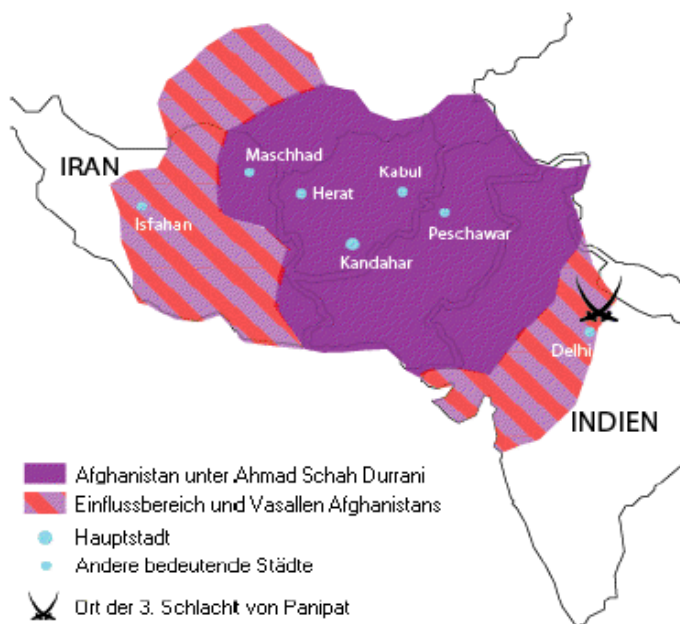 IRAN
Maschhad
Herat
Kabul
Isfahan
Peschawar
Kandahar
Delhi
INDIEN
Afghanistan unter Ahmad Schah Durrani
Einflussbereich und Vasallen Afghanistans
Hauptstadt
Andere bedeutende Städte
Ort der 3. Schlacht von Panipat